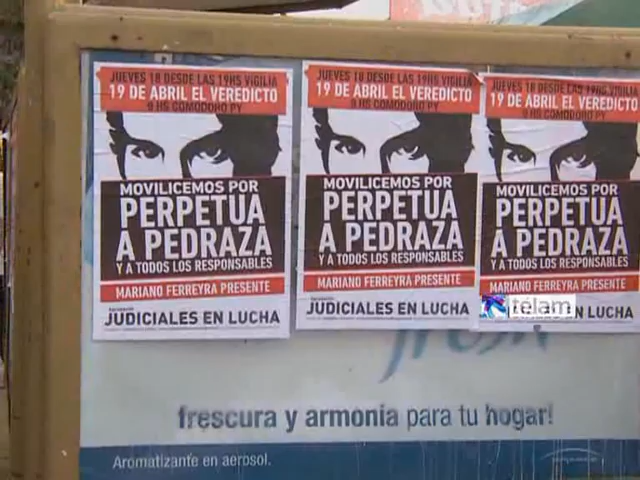 JUEVES 18 DESDE LAS 19HS VIGILIA
19 DE ABRIL EL VEREDICTO
9 HS COMODORO PY
MOVILICEMOS POR
PERPETUA
A PEDRAZA
Y A TODOS LOS RESPONSABLES
MARIANO FERREYRA PRESENTE
JUDICIALES EN LUCHA
JUEVES 18 DESDE LAS 19HS VIGILIA
19 DE ABRIL EL VEREDICTO
9 HS COMODORO PY
MOVILICEMOS POR
PERPETUA
A PEDRAZA
Y A TODOS LOS RESPONSABLES
MARIANO FERREYRA PRESENTE
JUDICIALES EN LUCHA
JUEVES 18 DESDE LAS 19HS VIGILIA
19 DE ABRIL EL VEREDICTO
9 HS COMODORO PY
MOVILICEMOS POR
PERPETUA
A PEDRAZA
Y A TODOS LOS RESPONSABLES
MARIANO FERREYRA PRESENTE
télam
EN LUCHA
frescura y armonía para tu hogar!
Aromatizante en aerosol.